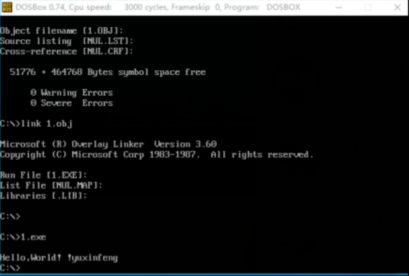 DOSBox 0.74, Cpu speed: 3000 cycles, Frameskip 0, Program: DOSBOX
Object filename [1.OBJ]:
Source listing [NUL.LST]:
Cross-reference [NUL.CRF]:
51776 + 464768 Bytes symbol space free
0 Warning Errors
0 Severe Errors
C:\>link 1.obj
Microsoft (R) Overlay Linker Version 3.60
Copyright (C) Microsoft Corp 1983-1987. All rights reserved.
Run File [1.EXE]:
List File [NUL.MAP]:
Libraries [.LIB]:
C:\>
C:\>1.exe
Hello,World! !yuxinfeng
C:\>